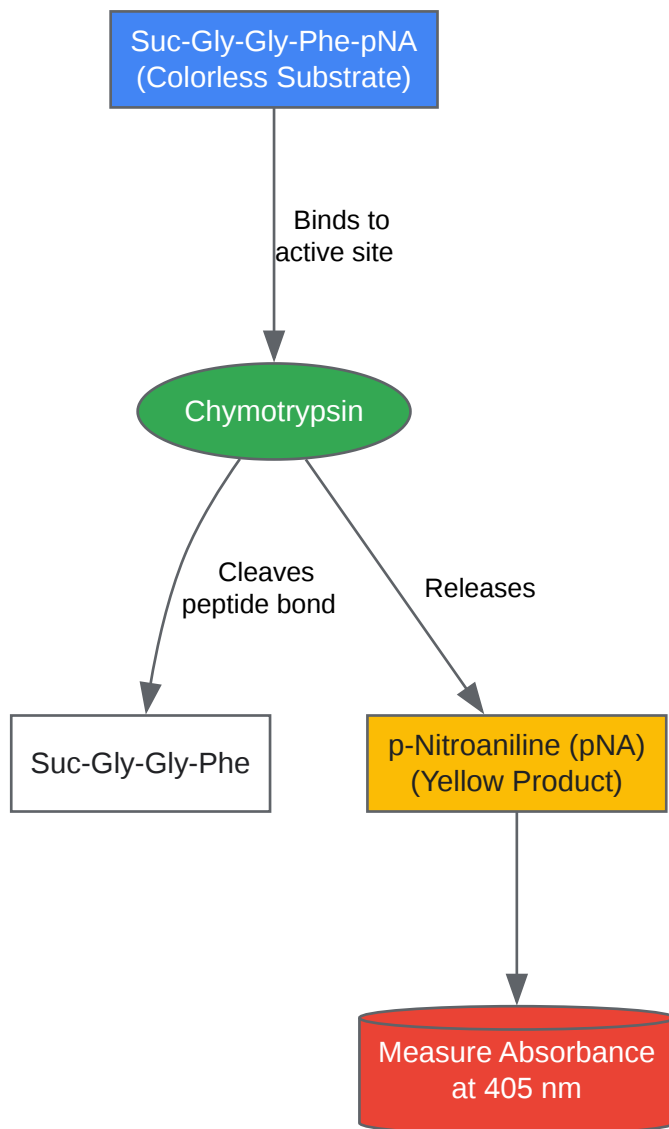 Suc-Gly-Gly-Phe-pNA
(Colorless Substrate)
Binds to
active site
Chymotrypsin
Cleaves
peptide bond
Releases
Suc-Gly-Gly-Phe
p-Nitroaniline (pNA)
(Yellow Product)
Measure Absorbance
at 405 nm